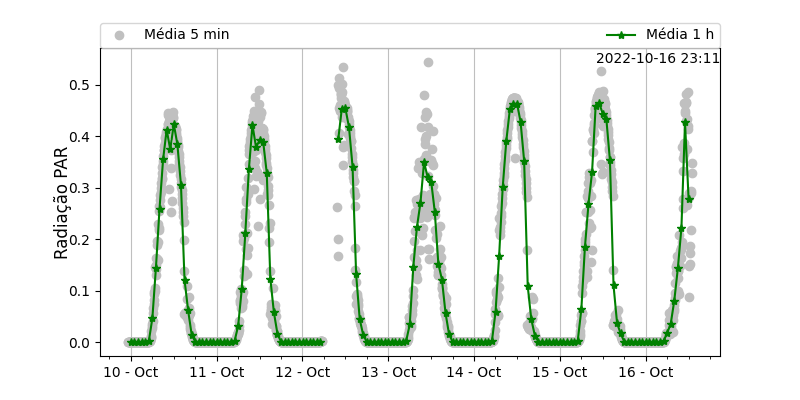 Média 5 min
Média 1 h
2022-10-16 23:11
Radiação PAR
0.5
0.4
0.3
0.2
0.1
0.0
10 - Oct
11 - Oct
12 - Oct
13 - Oct
14 - Oct
15 - Oct
16 - Oct